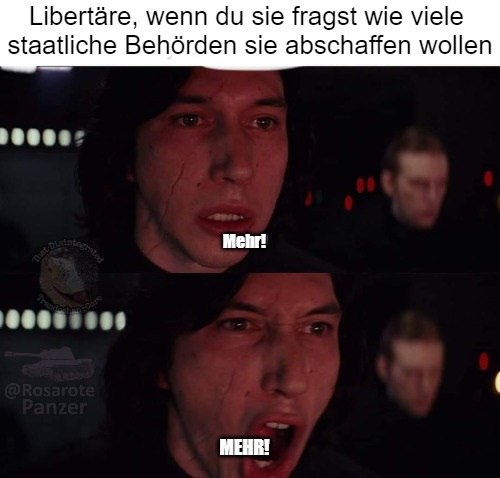 Libertäre, wenn du sie fragst wie viele
staatliche Behörden sie abschaffen wollen
Mehr!
@Rosarote
Panzer
MEHR!